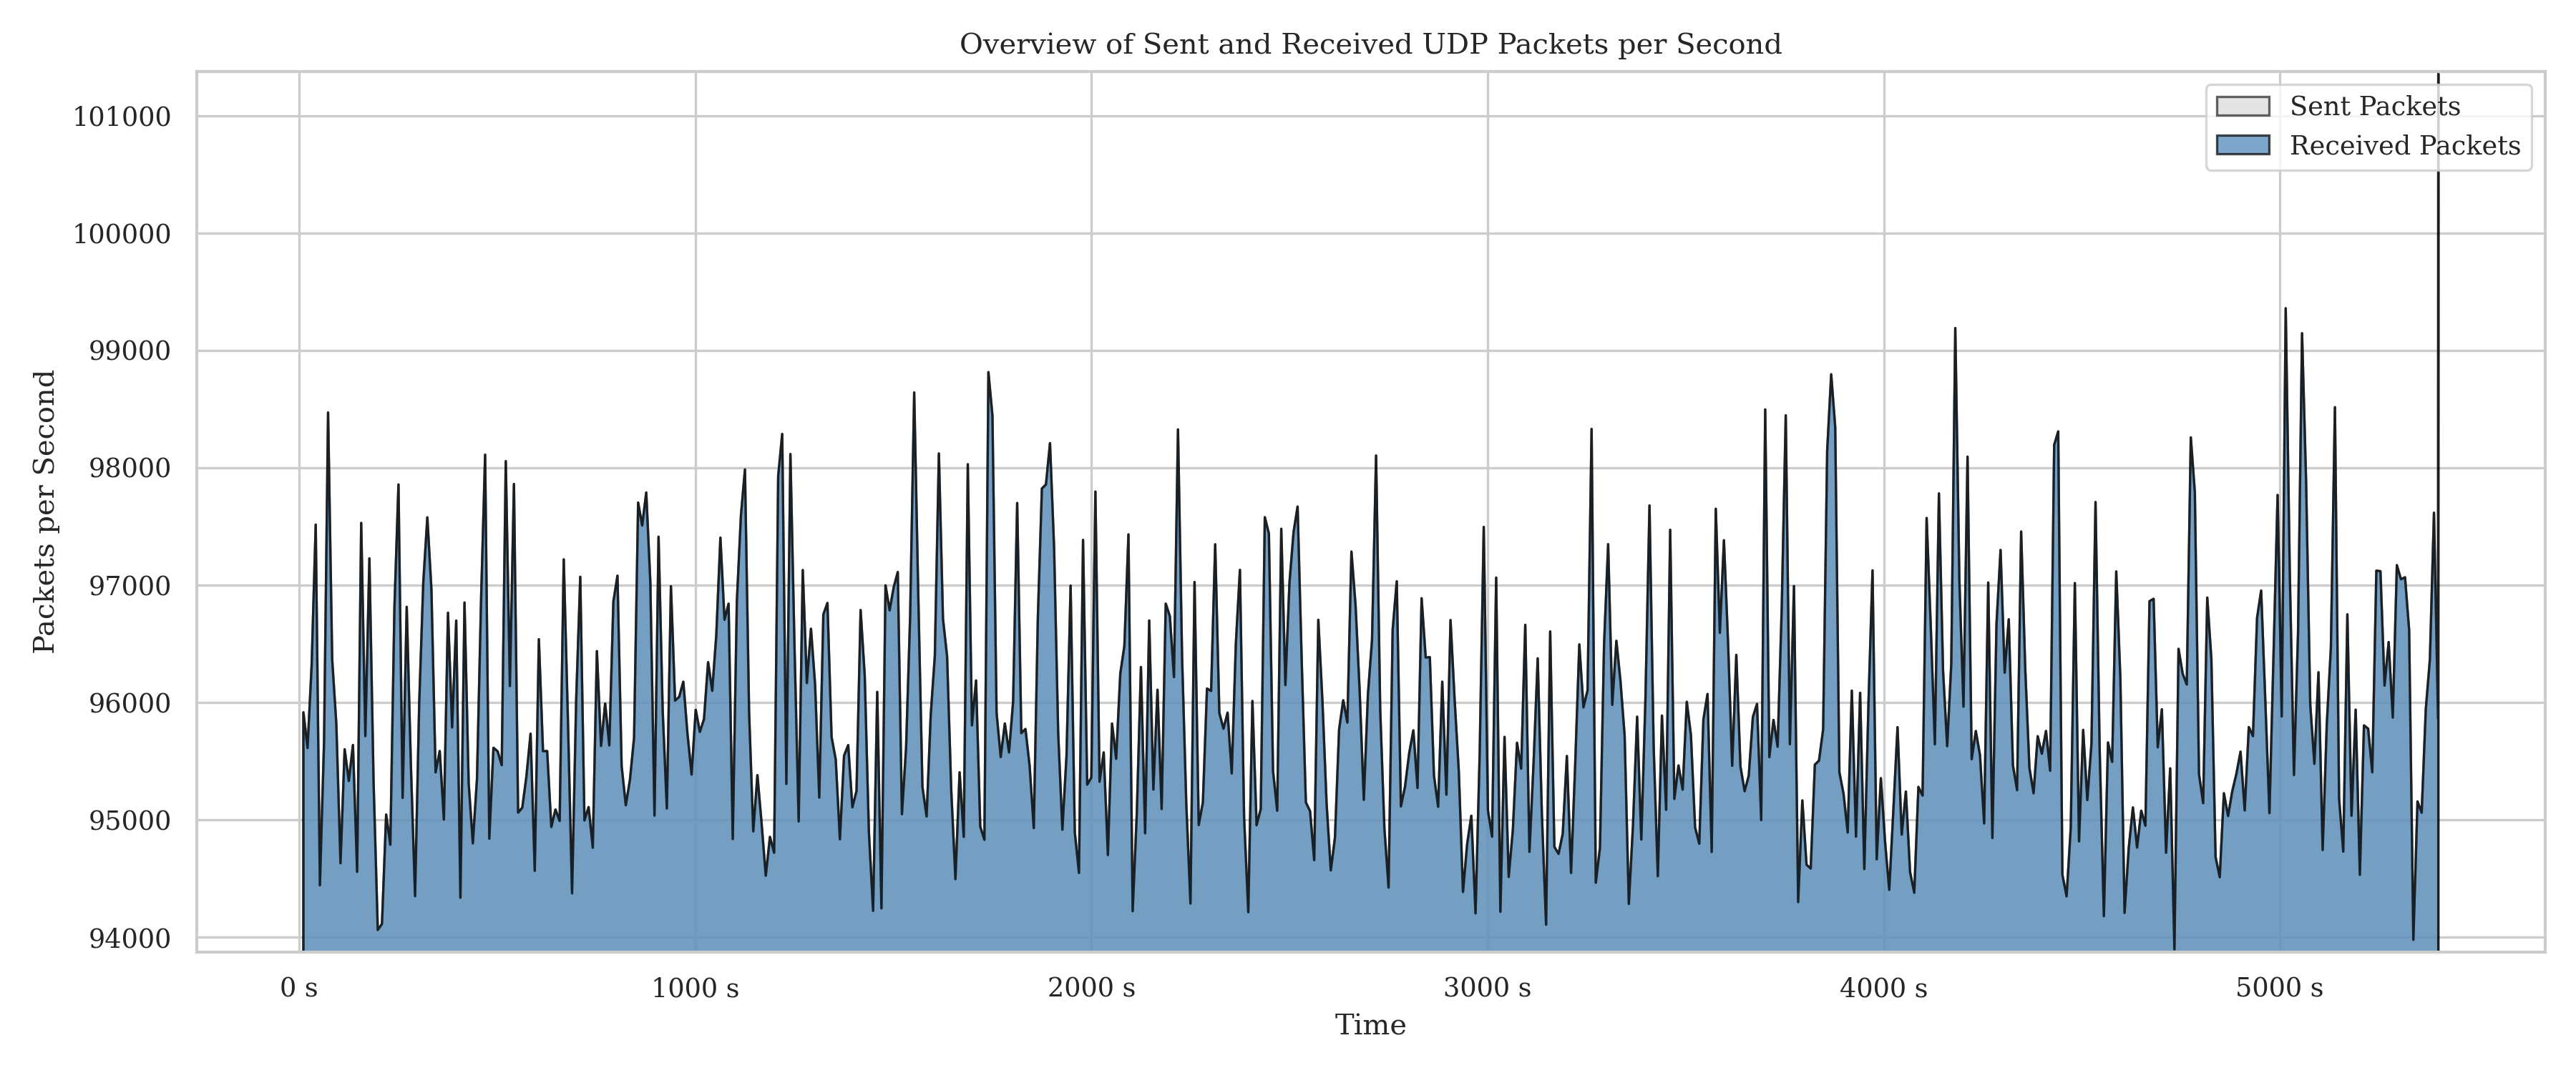 Overview of Sent and Received UDP Packets per Second
Sent Packets
Received Packets
101000
100000
99000
98000
97000
96000
95000
94000
Packets per Second
0 s
1000 s
2000 s
3000 s
4000 s
5000 s
Time